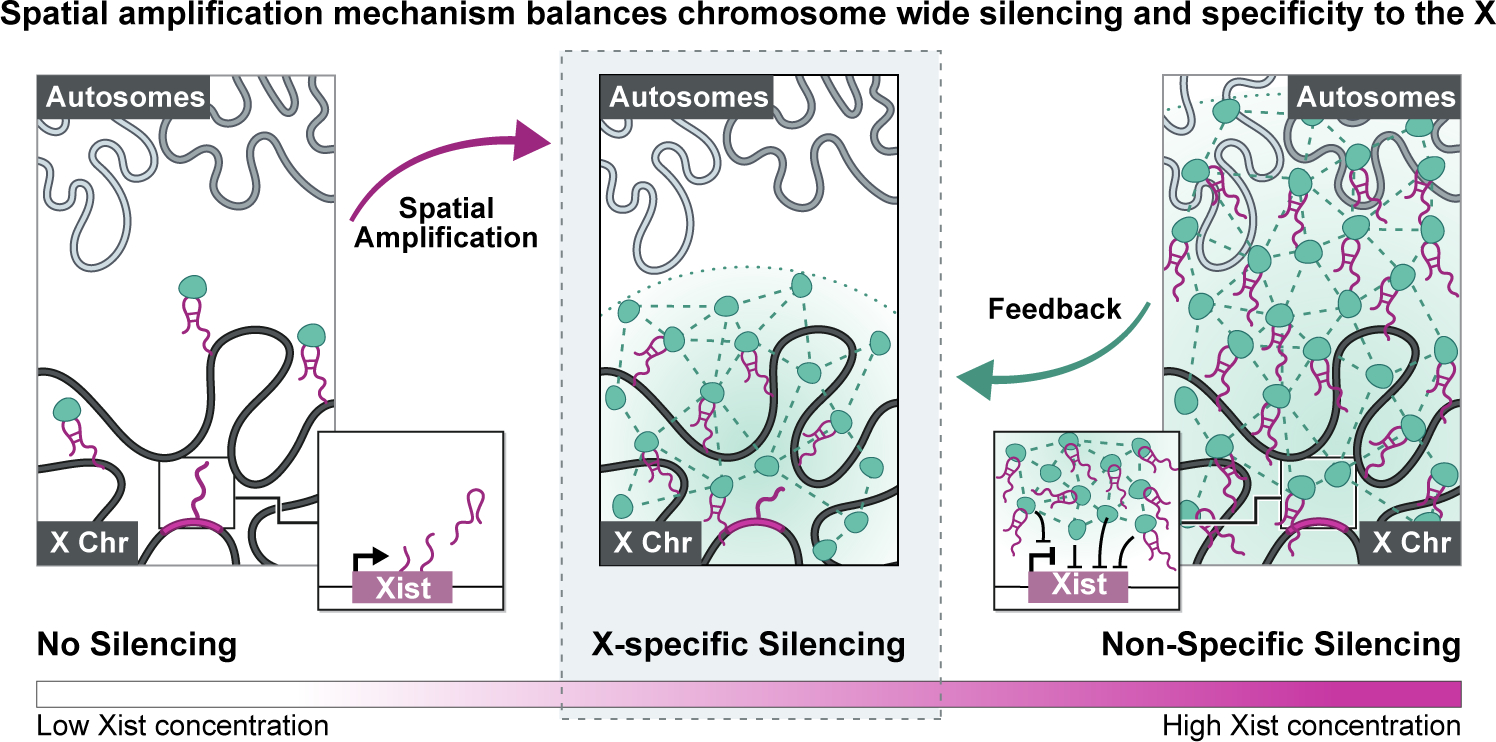 Spatial amplification mechanism balances chromosome wide silencing and specificity to the X
Autosomes
Spatial
Amplification
X Chr
Xist
Autosomes
X Chr
Feedback
Autosomes
X Chr
Xist
No Silencing
X-specific Silencing
Non-Specific Silencing
Low Xist concentration
High Xist concentration